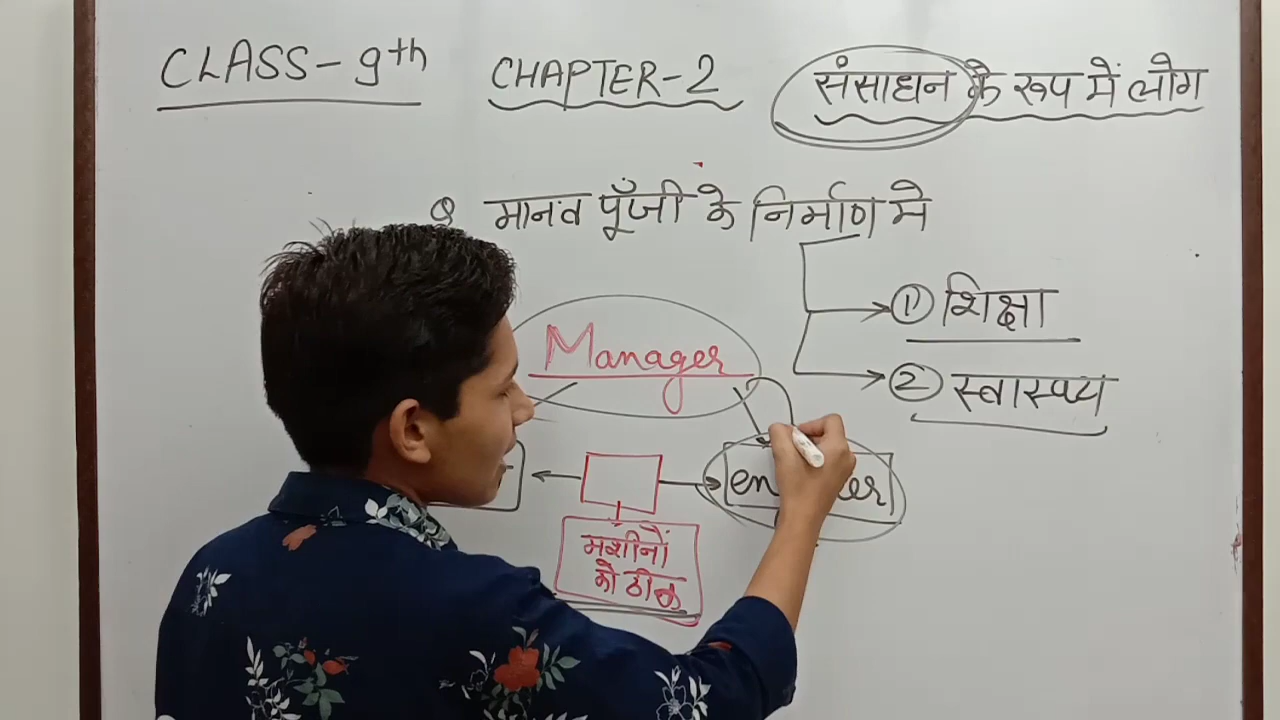 CLASS-9th CHAPTER-2 संसाधन के रूप में लोग
Q मानव पूँजी के निर्माण मे
① शिक्षा
Manager
② स्वास्थ्य
मशीनों
को ठीक